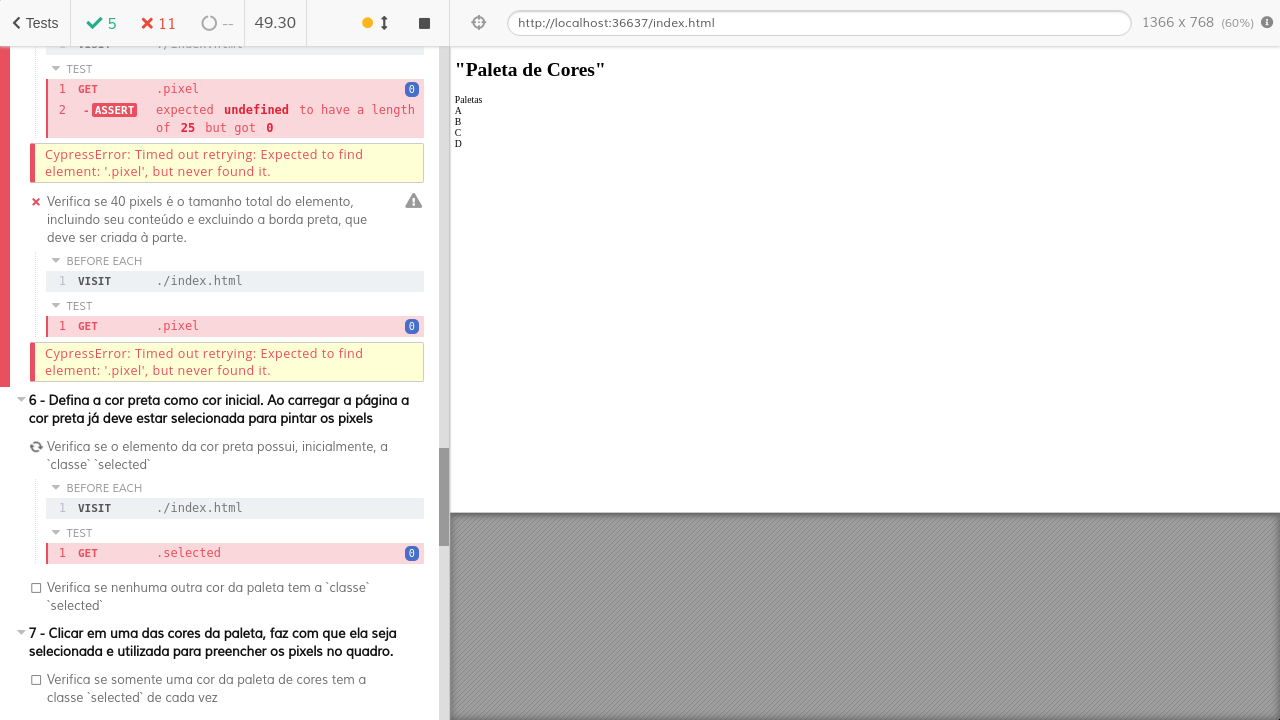 Tests
5
11
--
49.30
http://localhost:36637/index.html
1366 x 768 (60%)
TEST
1 GET .pixel 0
2 - ASSERT expected undefined to have a length
of 25 but got 0
CypressError: Timed out retrying: Expected to find
element: '.pixel', but never found it.
Verifica se 40 pixels é o tamanho total do elemento,
incluindo seu conteúdo e excluindo a borda preta, que
deve ser criada à parte.
BEFORE EACH
1 VISIT ./index.html
TEST
1 GET .pixel 0
CypressError: Timed out retrying: Expected to find
element: '.pixel', but never found it.
6 - Defina a cor preta como cor inicial. Ao carregar a página a
cor preta já deve estar selecionada para pintar os pixels
Verifica se o elemento da cor preta possui, inicialmente, a
`classe` `selected`
BEFORE EACH
1 VISIT ./index.html
TEST
1 GET .selected 0
Verifica se nenhuma outra cor da paleta tem a `classe`
`selected`
7 - Clicar em uma das cores da paleta, faz com que ela seja
selecionada e utilizada para preencher os pixels no quadro.
Verifica se somente uma cor da paleta de cores tem a
classe `selected` de cada vez
"Paleta de Cores"
Paletas
A
B
C
D